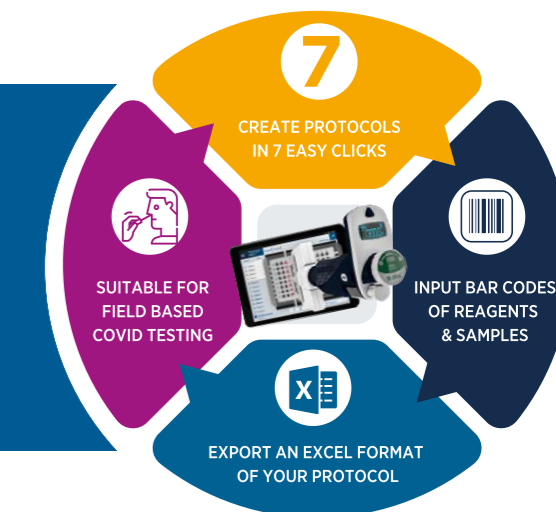 7
CREATE PROTOCOLS
IN 7 EASY CLICKS
INPUT BAR CODES
OF REAGENTS
& SAMPLES
X
EXPORT AN EXCEL FORMAT
OF YOUR PROTOCOL
SUITABLE FOR
FIELD BASED
COVID TESTING